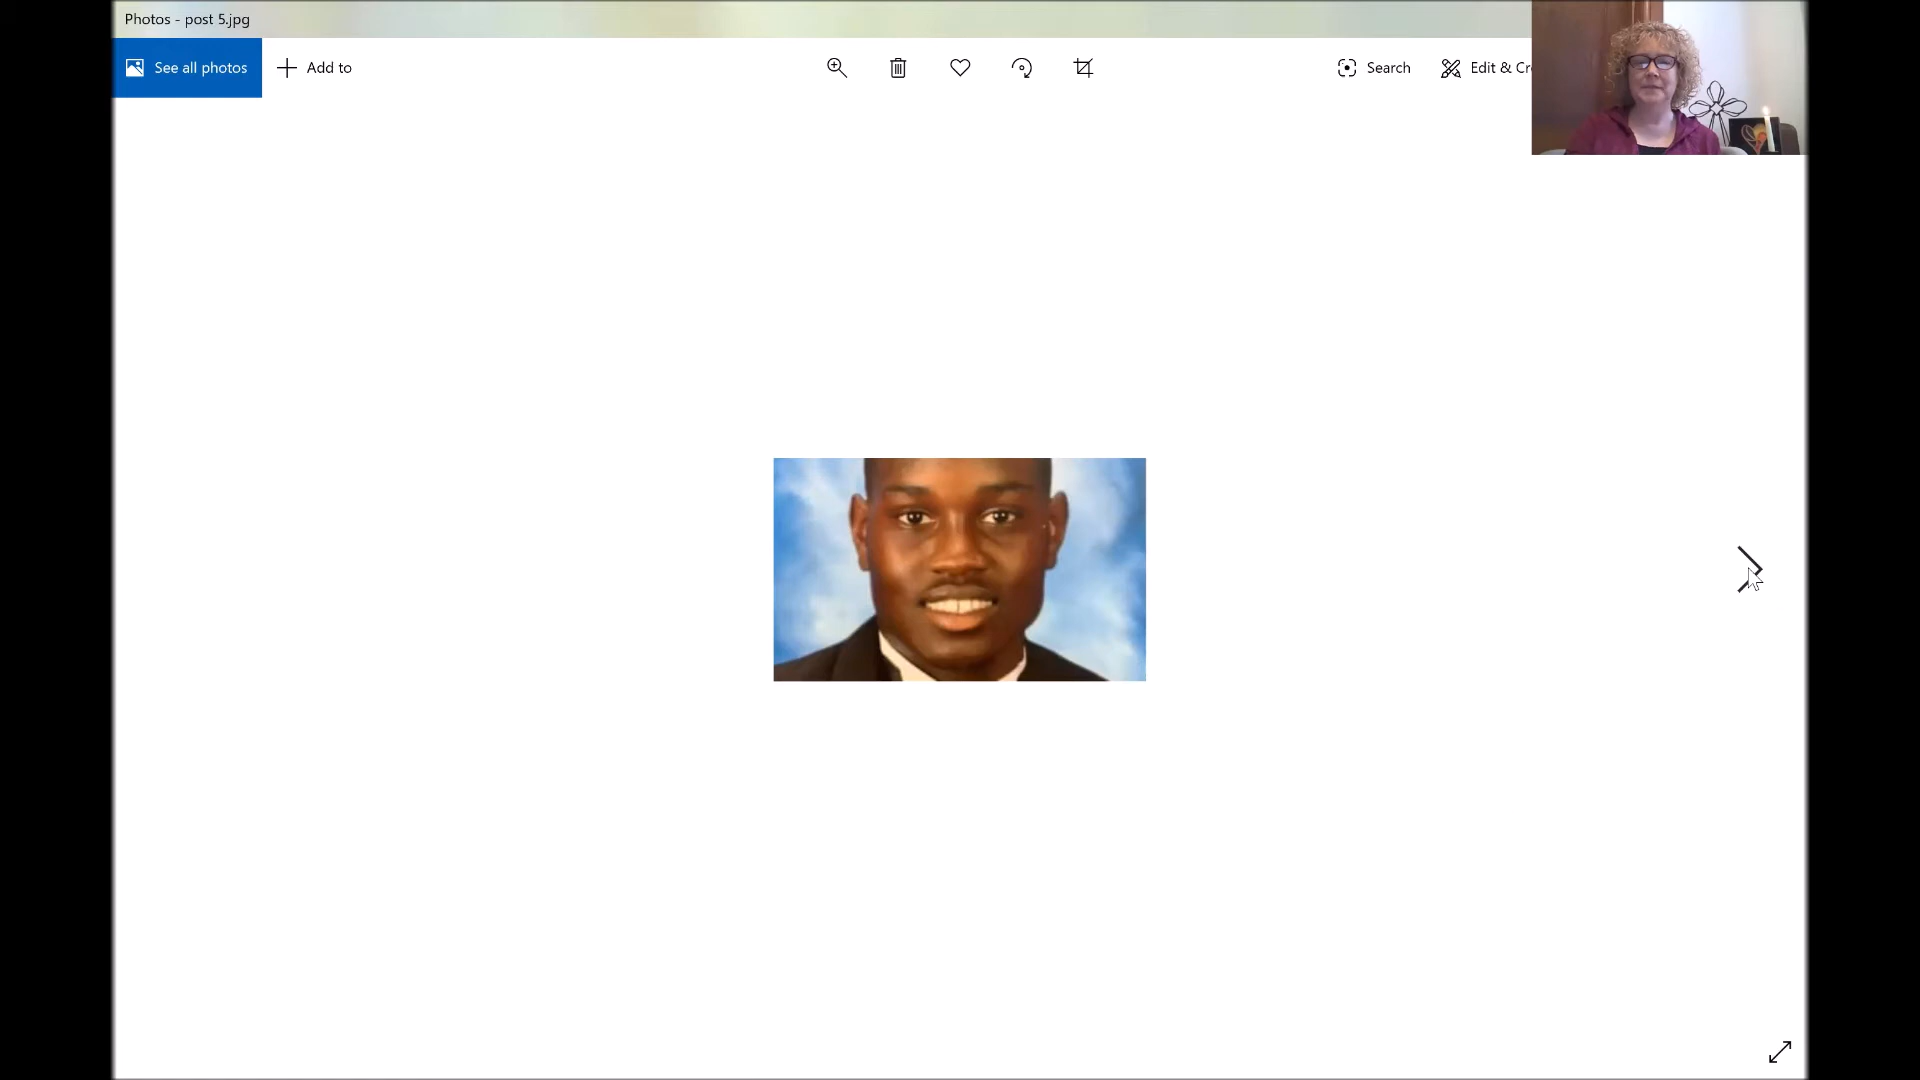 Photos - post 5.jpg
See all photos
Add to
Search
Edit & Cr